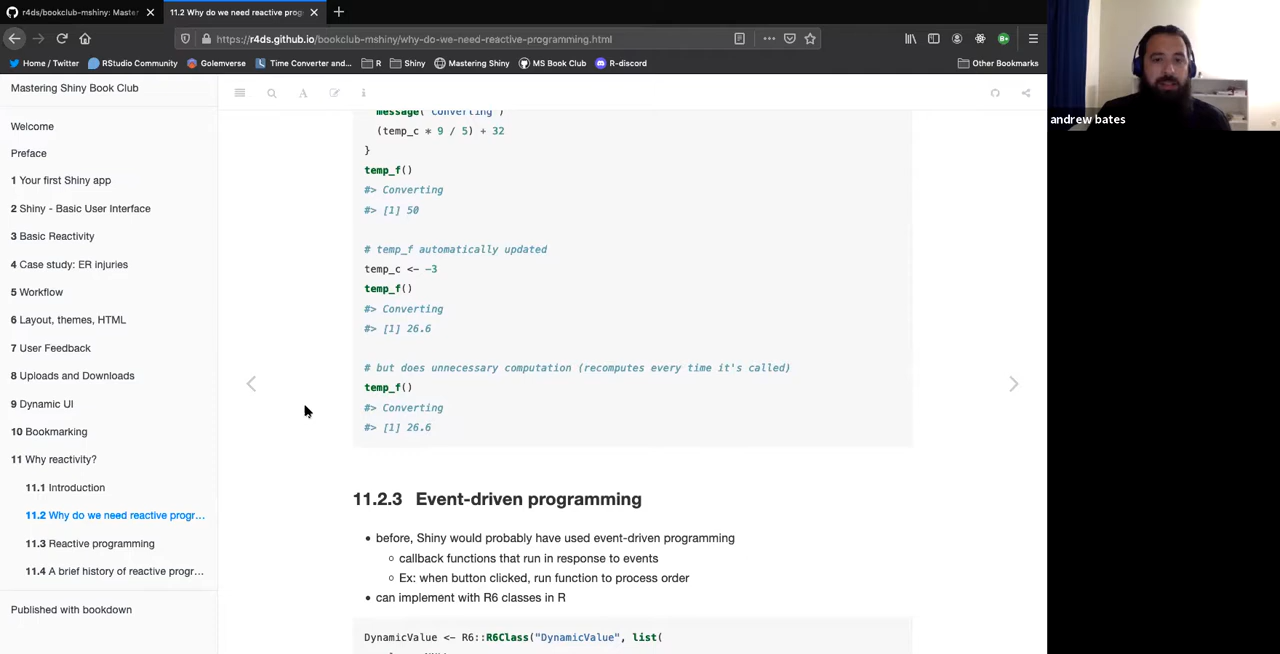 r4ds/bookclub-mshiny: Master
11.2 Why do we need reactive prog
https://r4ds.github.io/bookclub-mshiny/why-do-we-need-reactive-programming.html
Home / Twitter
RStudio Community
Golemverse
Time Converter and...
R
Shiny
Mastering Shiny
MS Book Club
R-discord
Other Bookmarks
Mastering Shiny Book Club
Welcome
Preface
1 Your first Shiny app
2 Shiny - Basic User Interface
3 Basic Reactivity
4 Case study: ER injuries
5 Workflow
6 Layout, themes, HTML
7 User Feedback
8 Uploads and Downloads
9 Dynamic UI
10 Bookmarking
11 Why reactivity?
11.1 Introduction
11.2 Why do we need reactive progr...
11.3 Reactive programming
11.4 A brief history of reactive progr...
Published with bookdown
message("Converting")
(temp_c * 9 / 5) + 32
}
temp_f()
#> Converting
#> [1] 50
# temp_f automatically updated
temp_c <- -3
temp_f()
#> Converting
#> [1] 26.6
# but does unnecessary computation (recomputes every time it's called)
temp_f()
#> Converting
#> [1] 26.6
11.2.3 Event-driven programming
before, Shiny would probably have used event-driven programming
callback functions that run in response to events
Ex: when button clicked, run function to process order
can implement with R6 classes in R
DynamicValue <- R6::R6Class("DynamicValue", list(
andrew bates